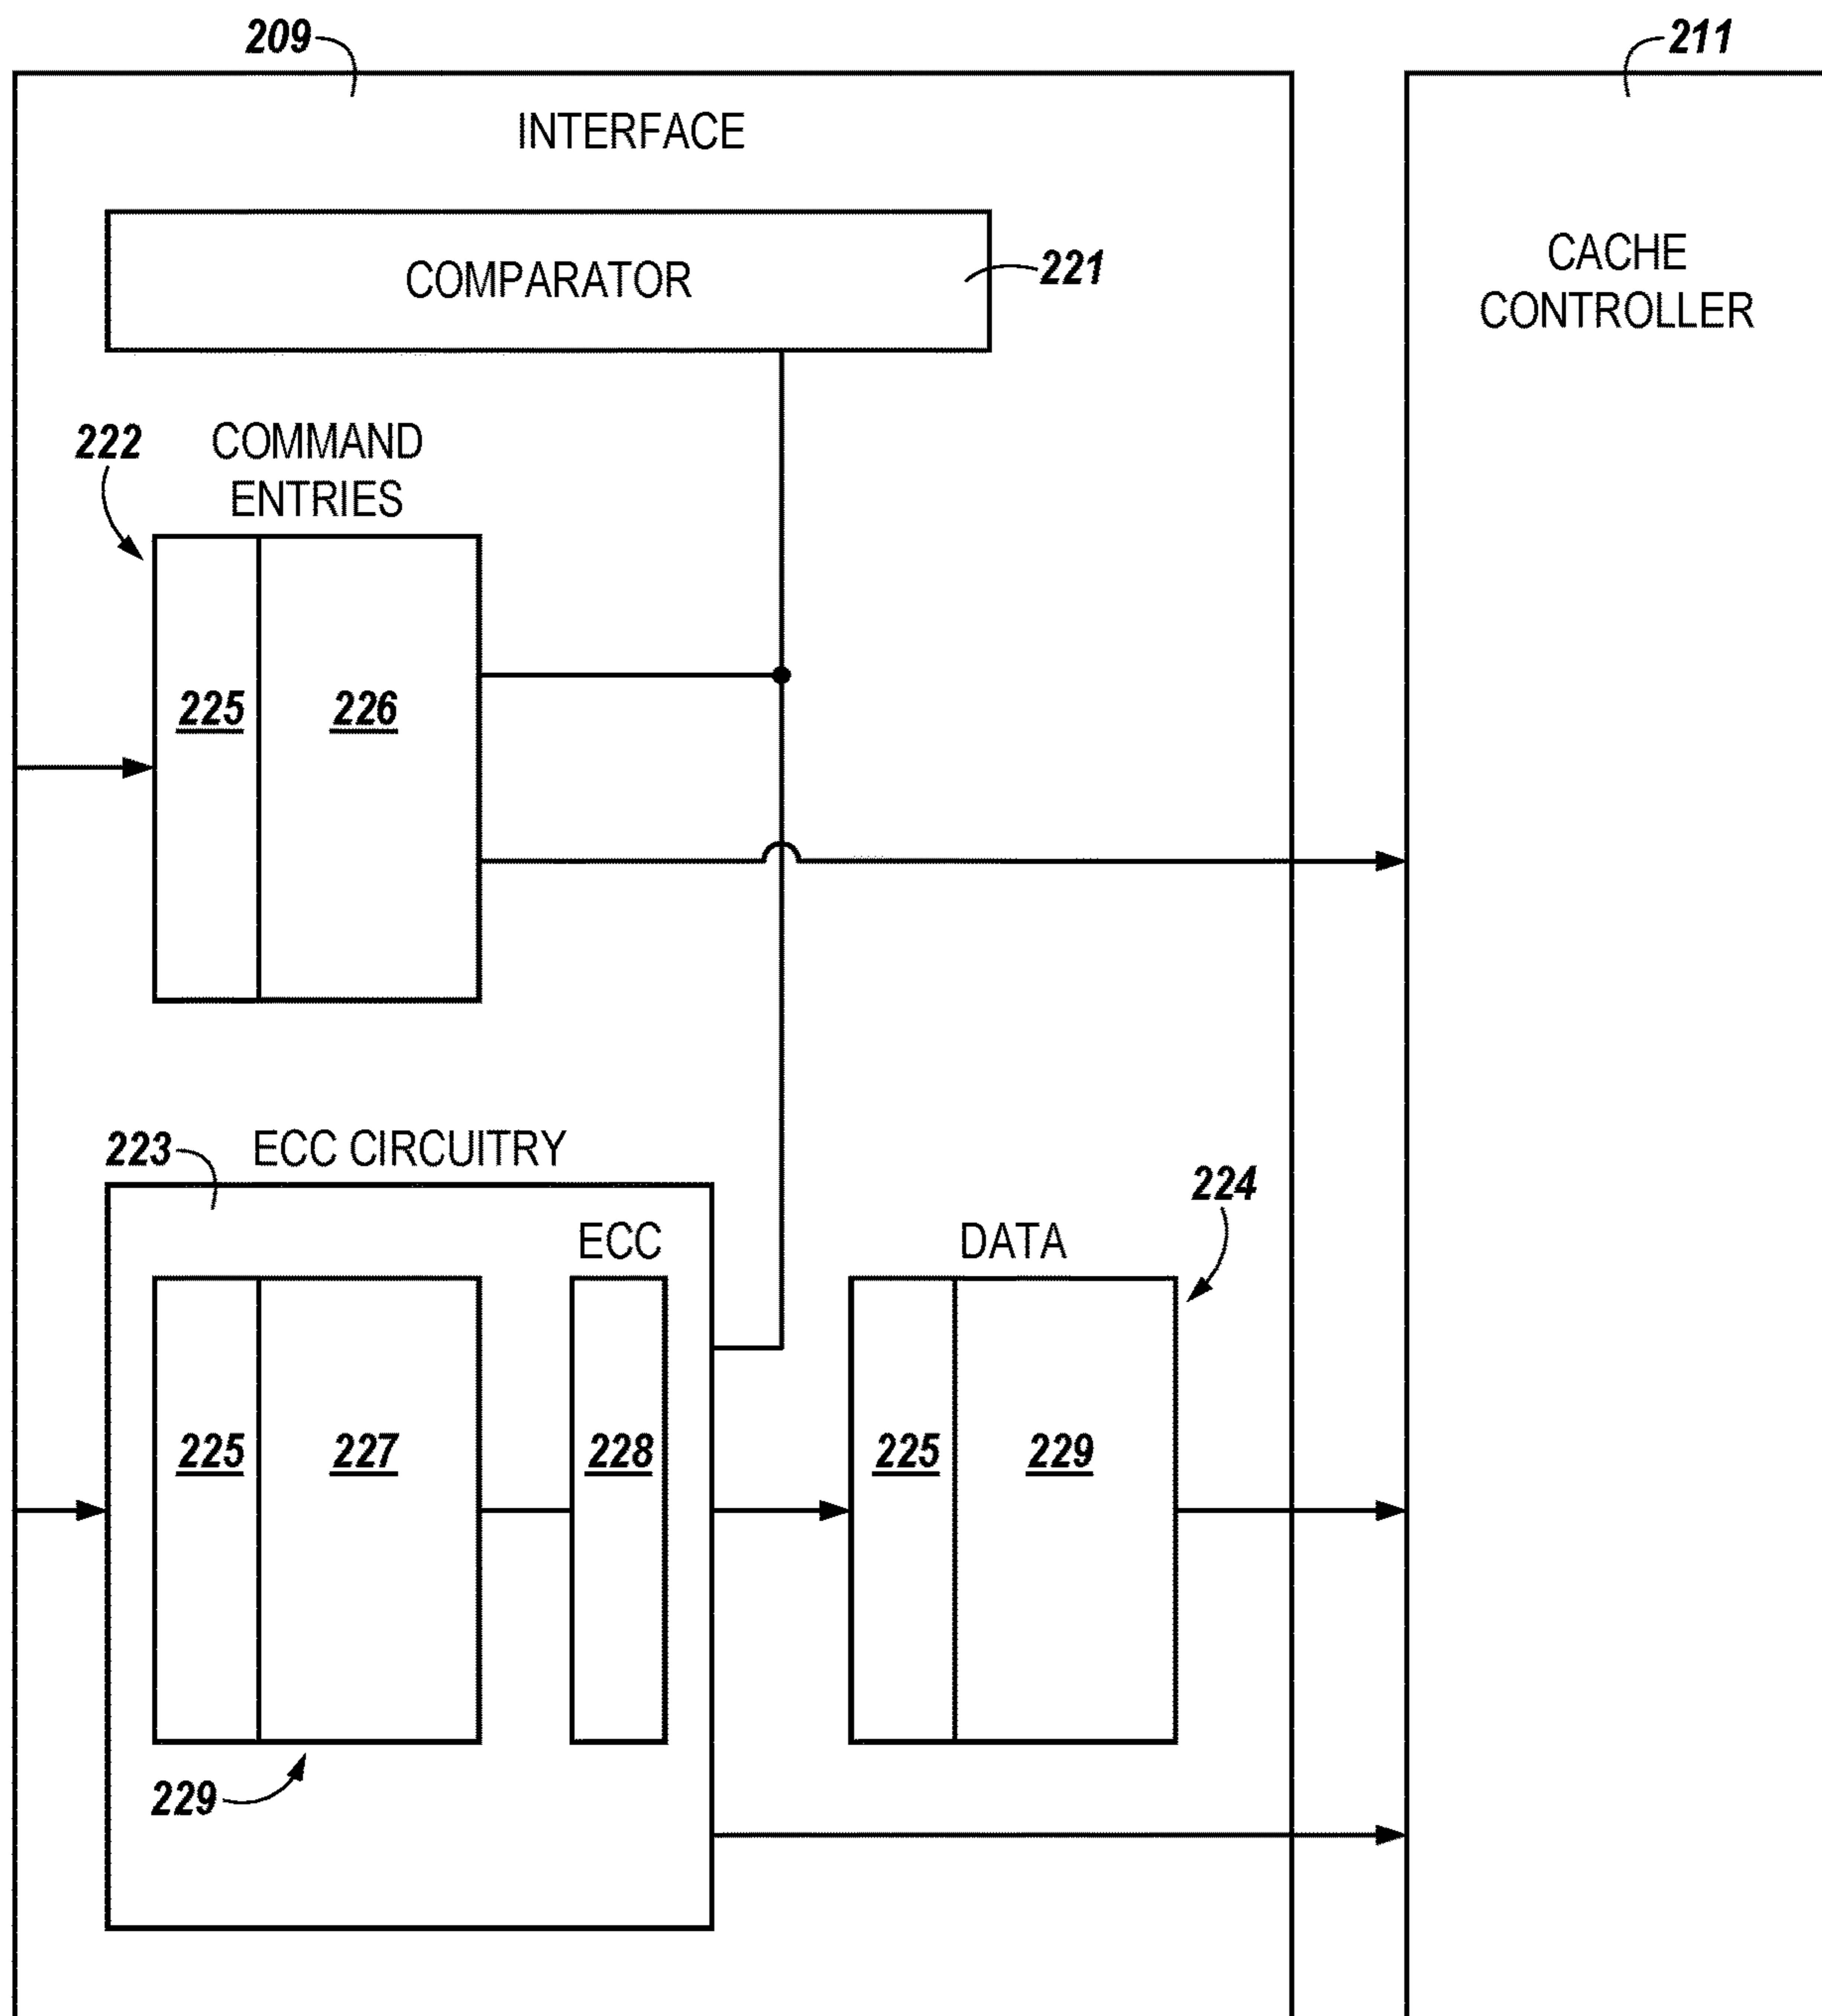 209
211
INTERFACE
COMPARATOR
221
CACHE
CONTROLLER
222
COMMAND
ENTRIES
225
226
223
ECC CIRCUITRY
224
ECC
DATA
225
227
228
225
229
229